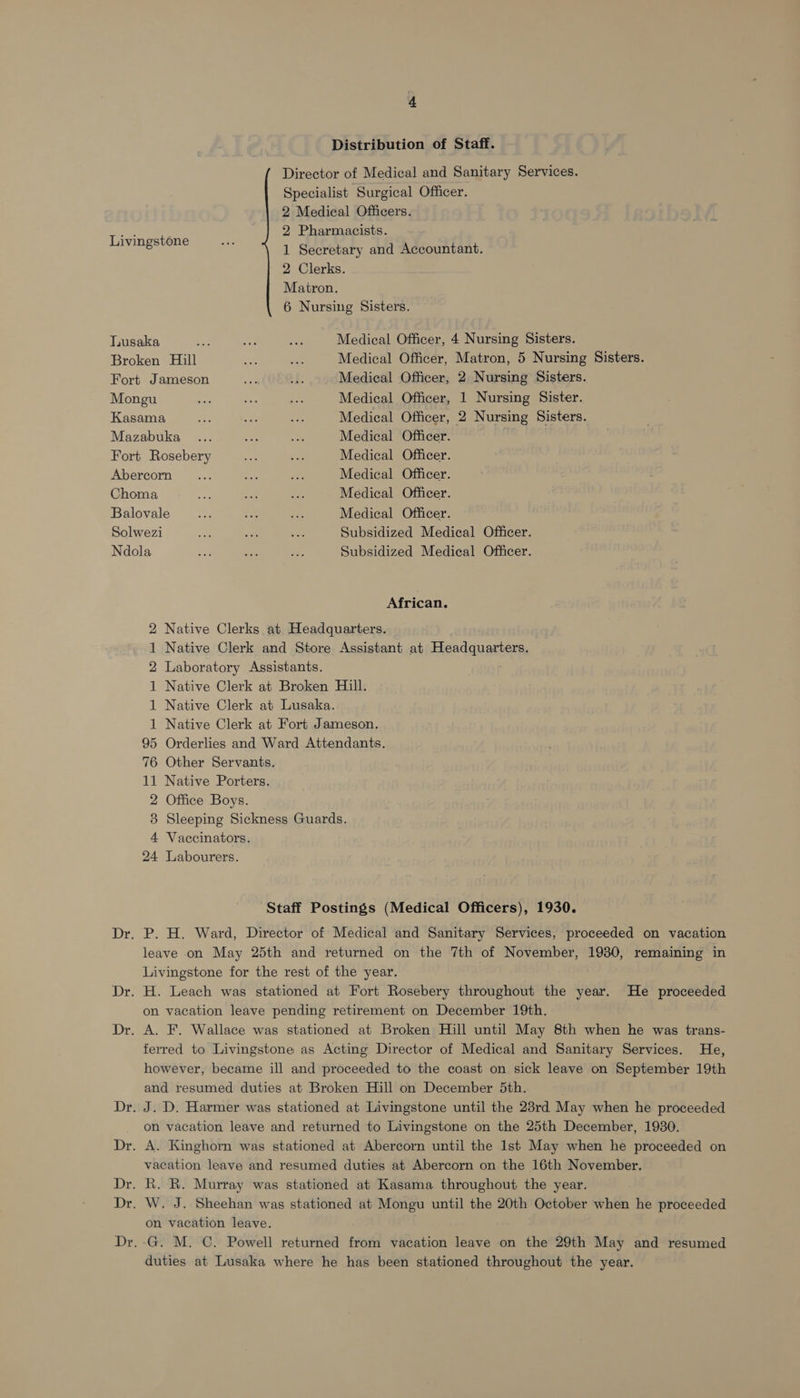 4
Distribution of Staff.
Livingstone ...
Director of Medical and Sanitary Services.
Specialist Surgical Officer.
2 Medical Officers.
2 Pharmacists.
1 Secretary and Accountant.
2 Clerks.
Matron.
6 Nursing Sisters.
Lusaka ... ... ... Medical Officer, 4 Nursing Sisters.
Broken Hill ... ... Medical Officer, Matron, 5 Nursing Sisters.
Fort Jameson ... ... Medical Officer, 2 Nursing Sisters.
Mongu ... ... ... Medical Officer, 1 Nursing Sister.
Kasama ... ... ... Medical Officer, 2 Nursing Sisters.
Mazabuka ... ... ... Medical Officer.
Fort Rosebery ... ... Medical Officer.
Abercorn ... ... ... Medical Officer.
Choma ... ... ... Medical Officer.
Balovale ... ... ... Medical Officer.
Solwezi ... ... ... Subsidized Medical Officer.
Ndola ... ... ... Subsidized Medical Officer.
African.
2 Native Clerks at Headquarters.
1 Native Clerk and Store Assistant at Headquarters.
2 Laboratory Assistants.
1 Native Clerk at Broken Hill.
1 Native Clerk at Lusaka.
1 Native Clerk at Fort Jameson.
95 Orderlies and Ward Attendants.
76 Other Servants.
11 Native Porters.
2 Office Boys.
3 Sleeping Sickness Guards.
4 Vaccinators.
24 Labourers.
Staff Postings (Medical Officers), 1930.
Dr. P. H. Ward, Director of Medical and Sanitary Services, proceeded on vacation
leave on May 25th and returned on the 7th of November, 1930, remaining in
Livingstone for the rest of the year.
Dr. H. Leach was stationed at Fort Rosebery throughout the year. He proceeded
on vacation leave pending retirement on December 19th.
Dr. A. F. Wallace was stationed at Broken Hill until May 8th when he was trans-
ferred to Livingstone as Acting Director of Medical and Sanitary Services. He,
however, became ill and proceeded to the coast on sick leave on September 19th
and resumed duties at Broken Hill on December 5th.
Dr. J. D. Harmer was stationed at Livingstone until the 23rd May when he proceeded
on vacation leave and returned to Livingstone on the 25th December, 1930.
Dr. A. Kinghorn was stationed at Abercorn until the 1st May when he proceeded on
vacation leave and resumed duties at Abercorn on the 16th November.
Dr. R. R. Murray was stationed at Kasama throughout the year.
Dr. W. J. Sheehan was stationed at Mongu until the 20th October when he proceeded
on vacation leave.
Dr. G. M. C. Powell returned from vacation leave on the 29th May and resumed
duties at Lusaka where he has been stationed throughout the year.